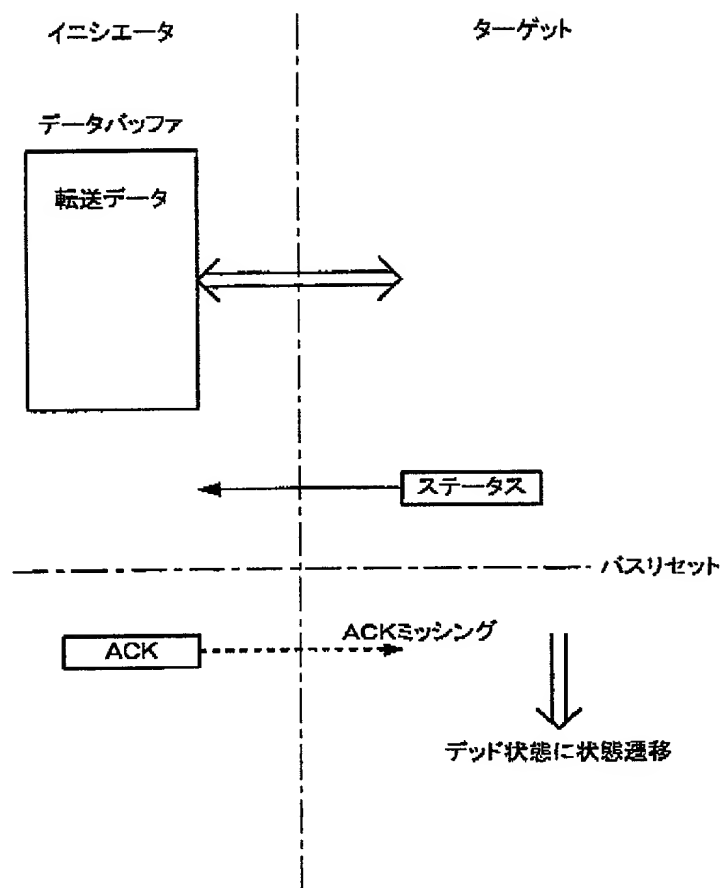 イニシエータ
ターゲット
データバッファ
転送データ
ステータス
バスリセット
ACK
ACKミッシング
デッド状態に状態遷移